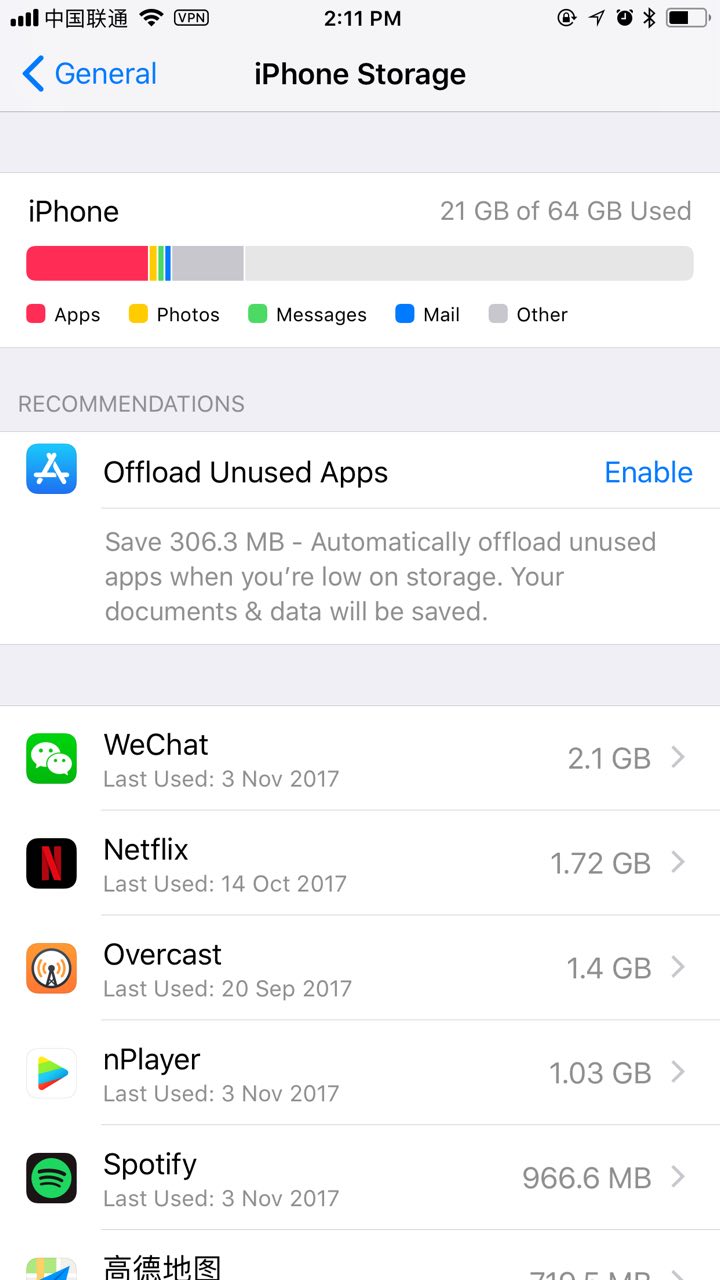 中国联通 VPN 2:11 PM
General iPhone Storage
iPhone 21 GB of 64 GB Used
Apps Photos Messages Mail Other
RECOMMENDATIONS
Offload Unused Apps Enable
Save 306.3 MB - Automatically offload unused
apps when you’re low on storage. Your
documents & data will be saved.
WeChat 2.1 GB
Last Used: 3 Nov 2017
Netflix 1.72 GB
Last Used: 14 Oct 2017
Overcast 1.4 GB
Last Used: 20 Sep 2017
nPlayer 1.03 GB
Last Used: 3 Nov 2017
Spotify 966.6 MB
Last Used: 3 Nov 2017
高德地图 719.5 MB